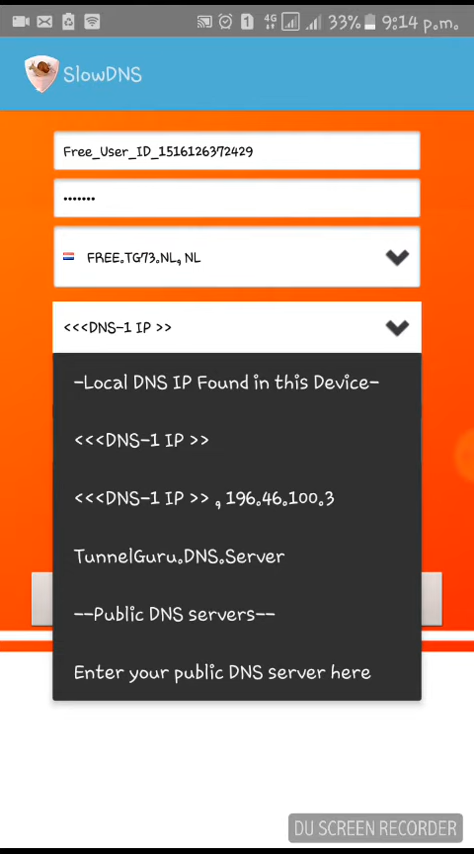 4G 33% 9:14 p.m.
SlowDNS
Free_User_ID_1516126372429
•••••••
FREE.TG73.NL, NL
<<<DNS-1 IP >>
-Local DNS IP Found in this Device-
<<<DNS-1 IP >>
<<<DNS-1 IP >> , 196.46.100.3
TunnelGuru.DNS.Server
--Public DNS servers--
Enter your public DNS server here
DU SCREEN RECORDER